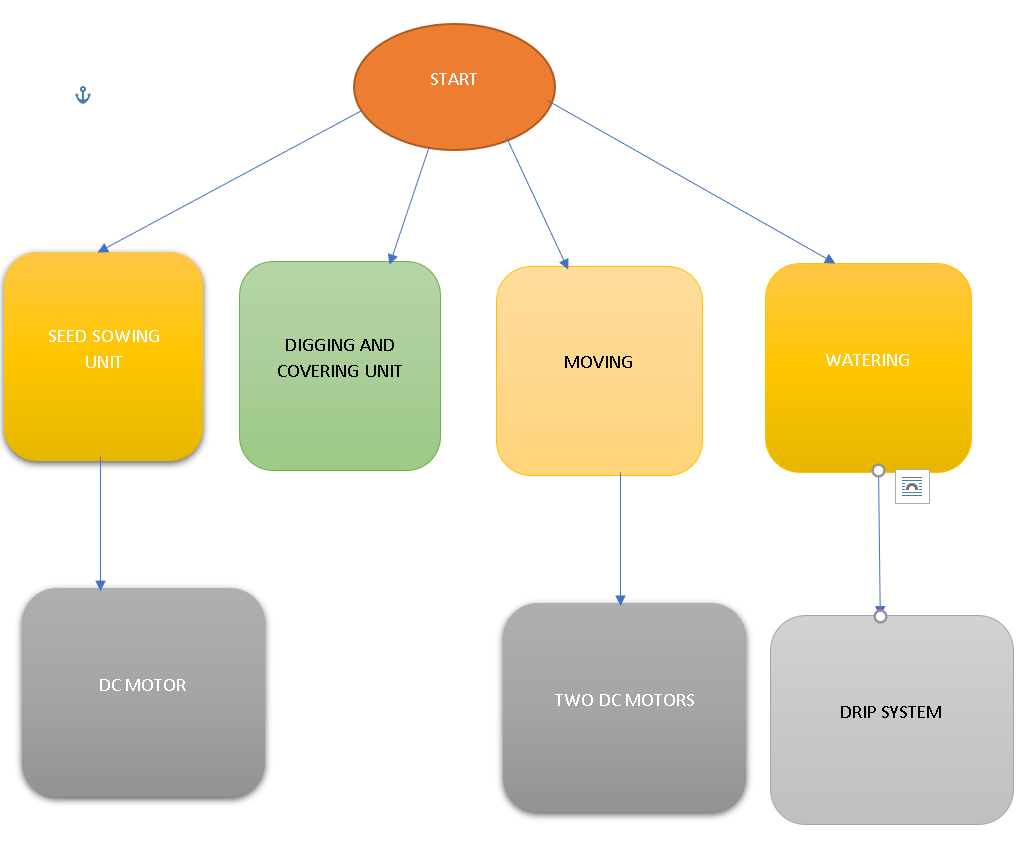 START
SEED SOWING
UNIT
DIGGING AND
COVERING UNIT
MOVING
WATERING
DC MOTOR
TWO DC MOTORS
DRIP SYSTEM